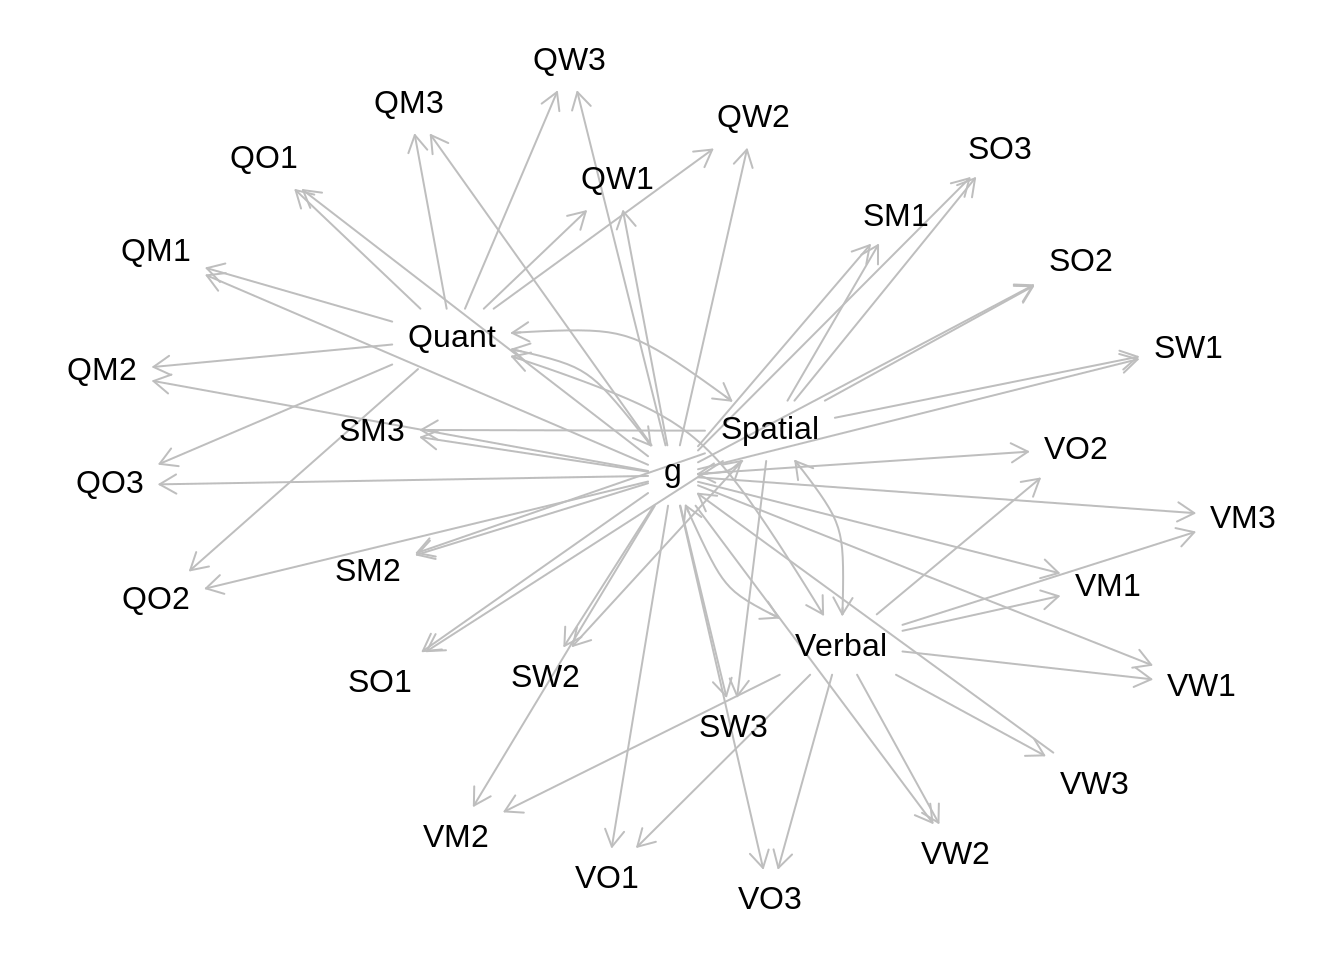 QW3
QM3
QW2
SO3
QO1
QW1
SM1
QM1
SO2
Quant
SW1
QM2
SM3
Spatial
VO2
g
QO3
VM3
SM2
VM1
QO2
Verbal
SO1
SW2
VW1
SW3
VW3
VM2
VW2
VO1
VO3